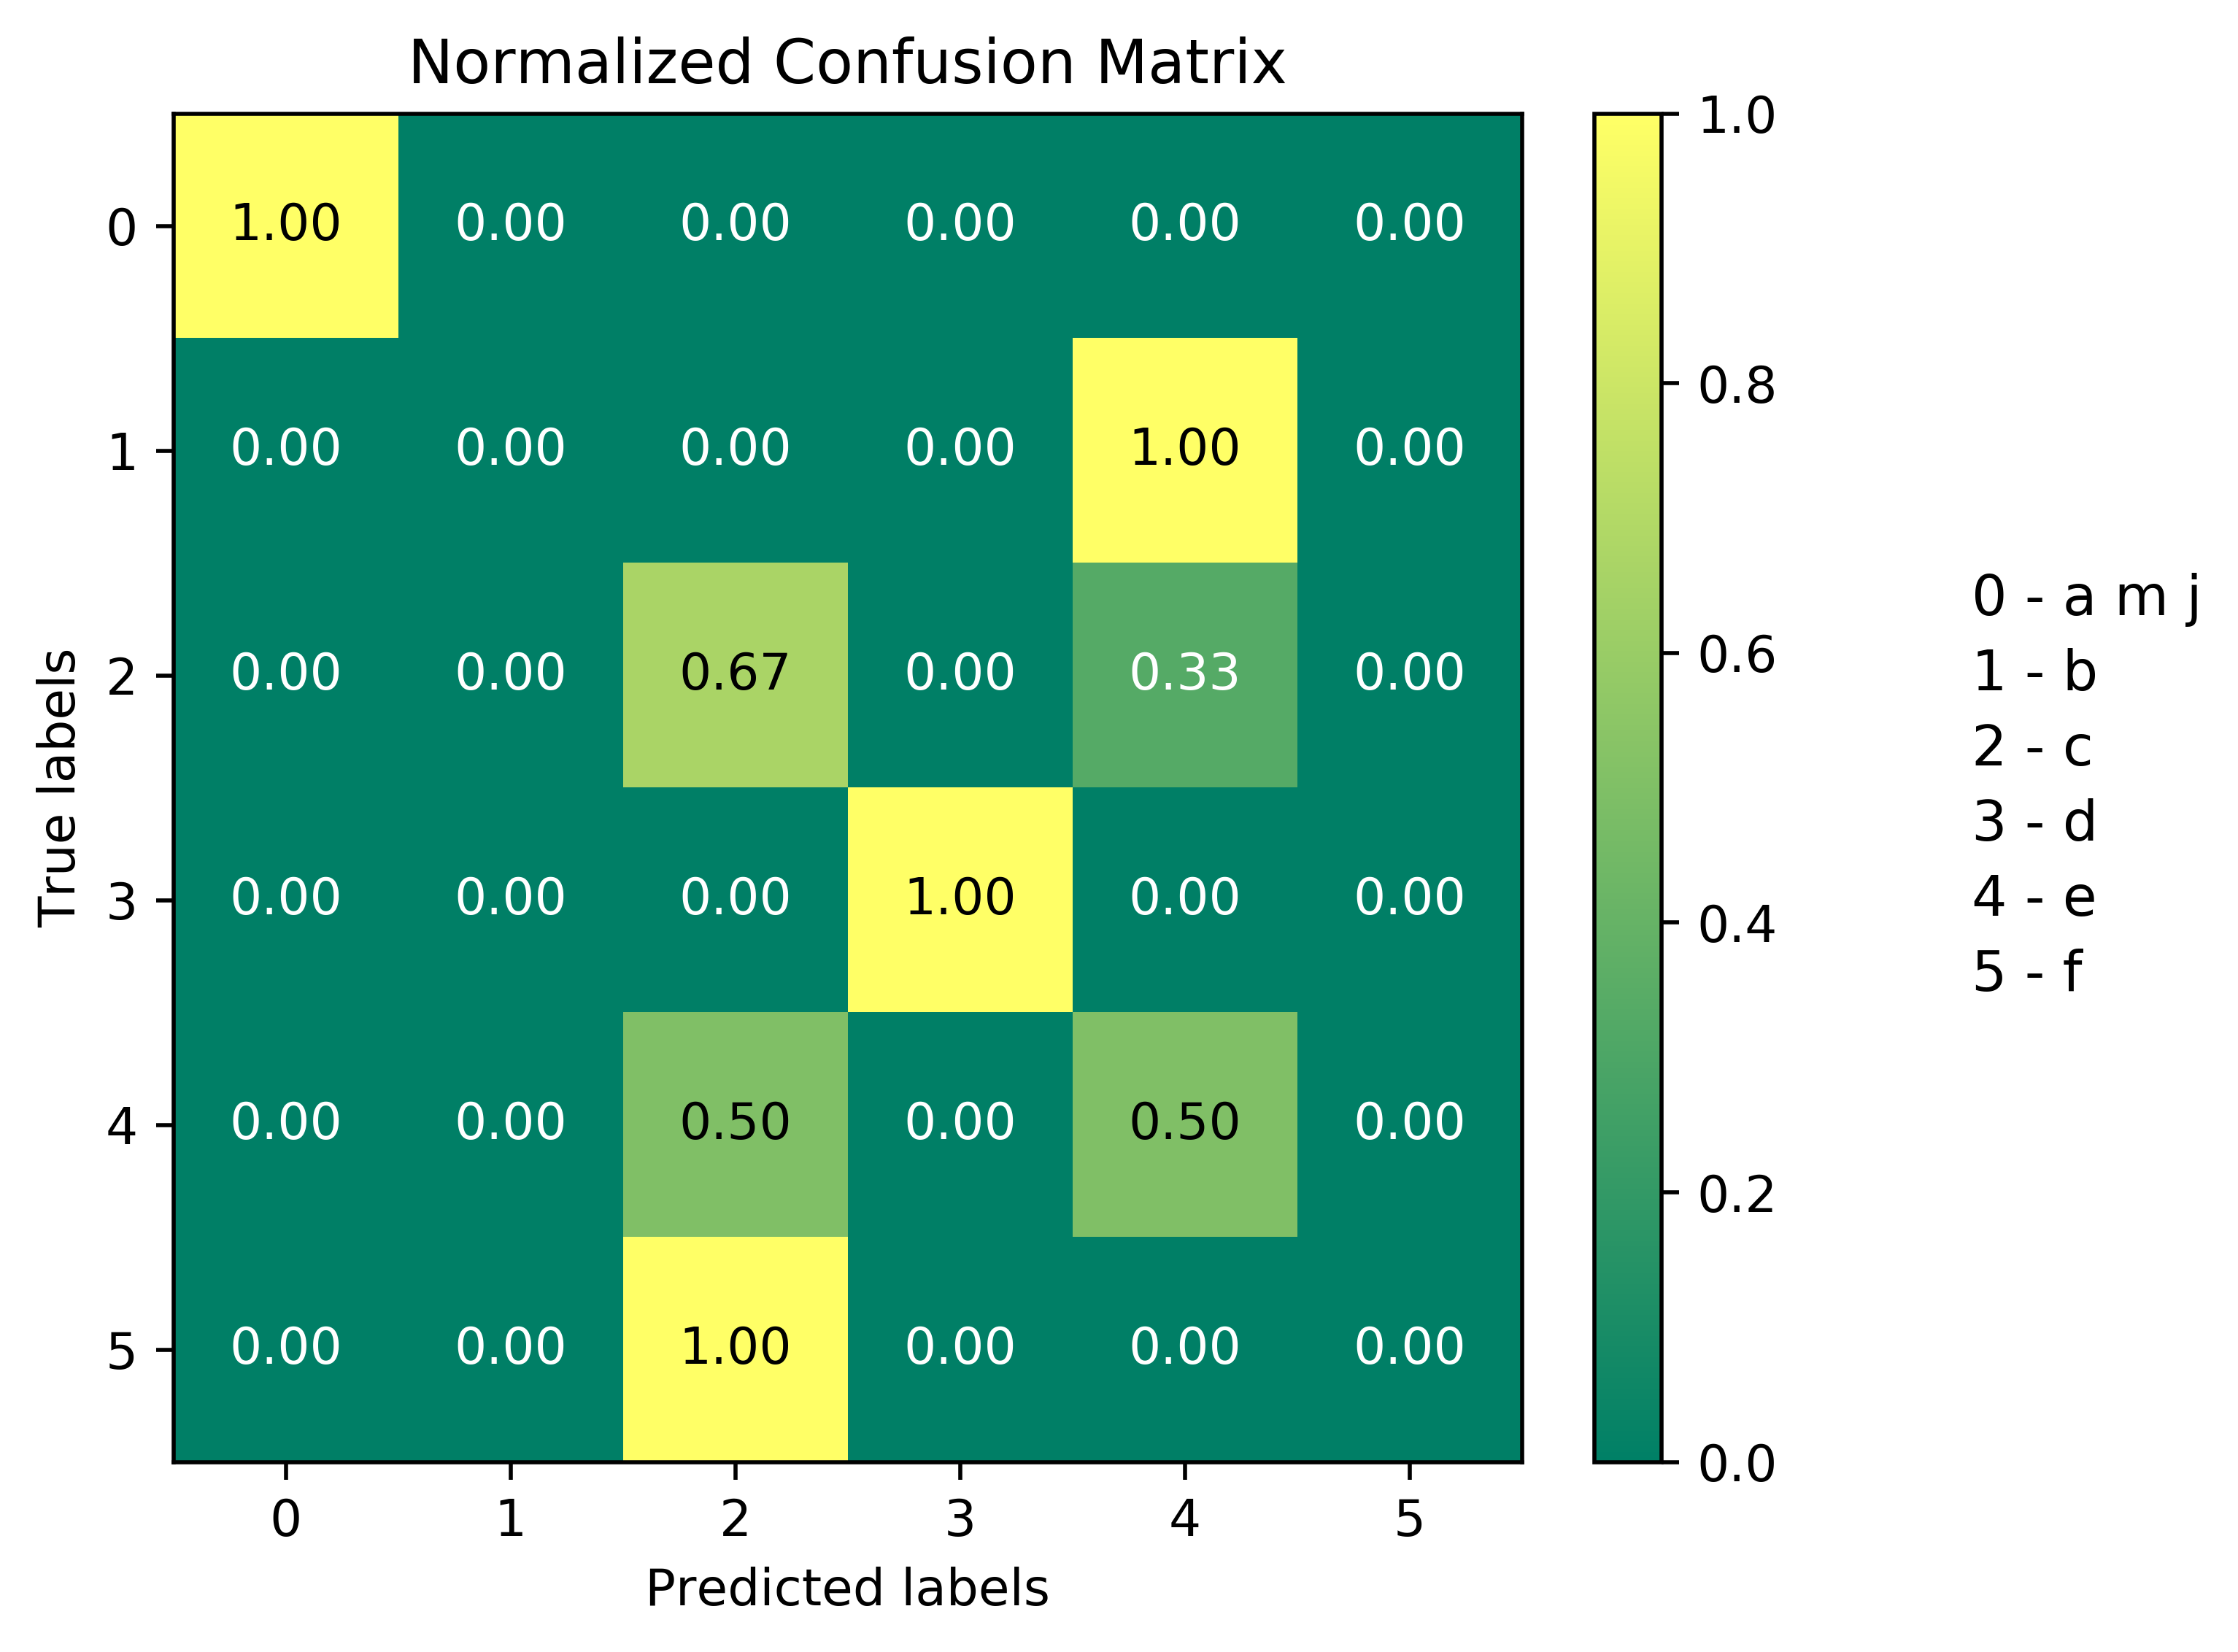 Normalized Confusion Matrix
1.0
0 1.00 0.00 0.00 0.00 0.00 0.00
0.8
1 0.00 0.00 0.00 0.00 1.00 0.00
0 - a m j
0.6
1 - b
2 0.00 0.00 0.67 0.00 0.33 0.00
2 - c
3 - d
3 0.00 0.00 0.00 1.00 0.00 0.00
4 - e
0.4
5 - f
4 0.00 0.00 0.50 0.00 0.50 0.00
0.2
5 0.00 0.00 1.00 0.00 0.00 0.00
0.0
True labels
0 1 2 3 4 5
Predicted labels